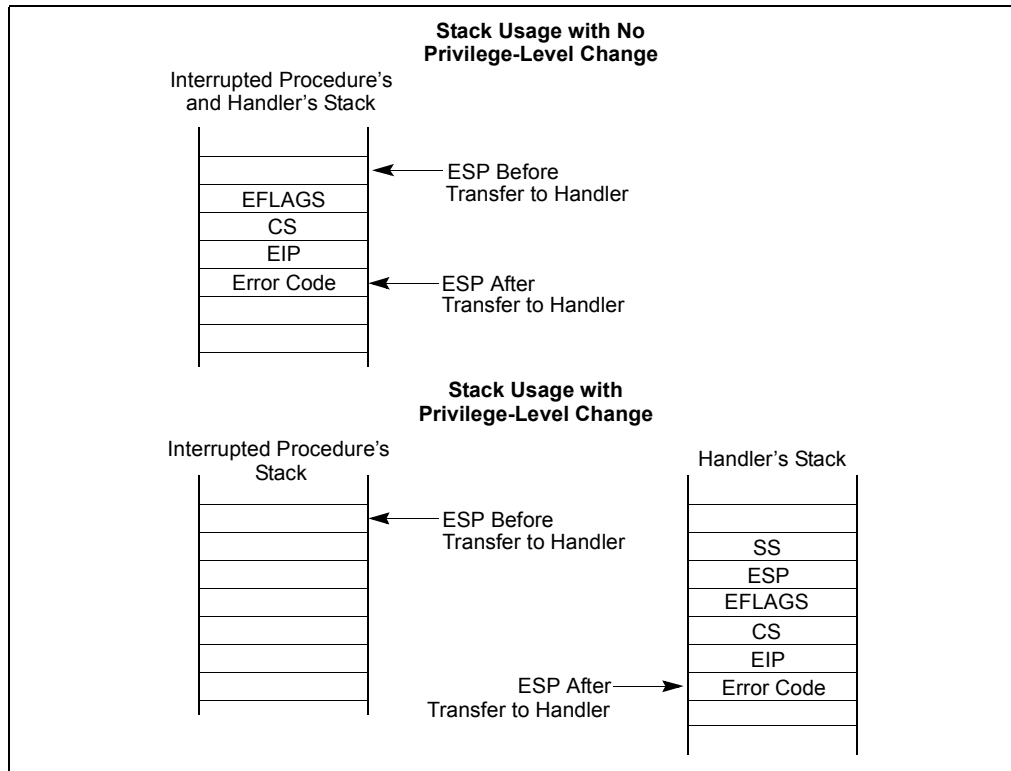 Stack Usage with No
Privilege-Level Change
Interrupted Procedure's
and Handler's Stack
ESP Before
Transfer to Handler
EFLAGS
CS
EIP
Error Code
ESP After
Transfer to Handler
Stack Usage with
Privilege-Level Change
Interrupted Procedure's
Stack
Handler's Stack
ESP Before
Transfer to Handler
SS
ESP
EFLAGS
CS
EIP
ESP After
Transfer to Handler
Error Code